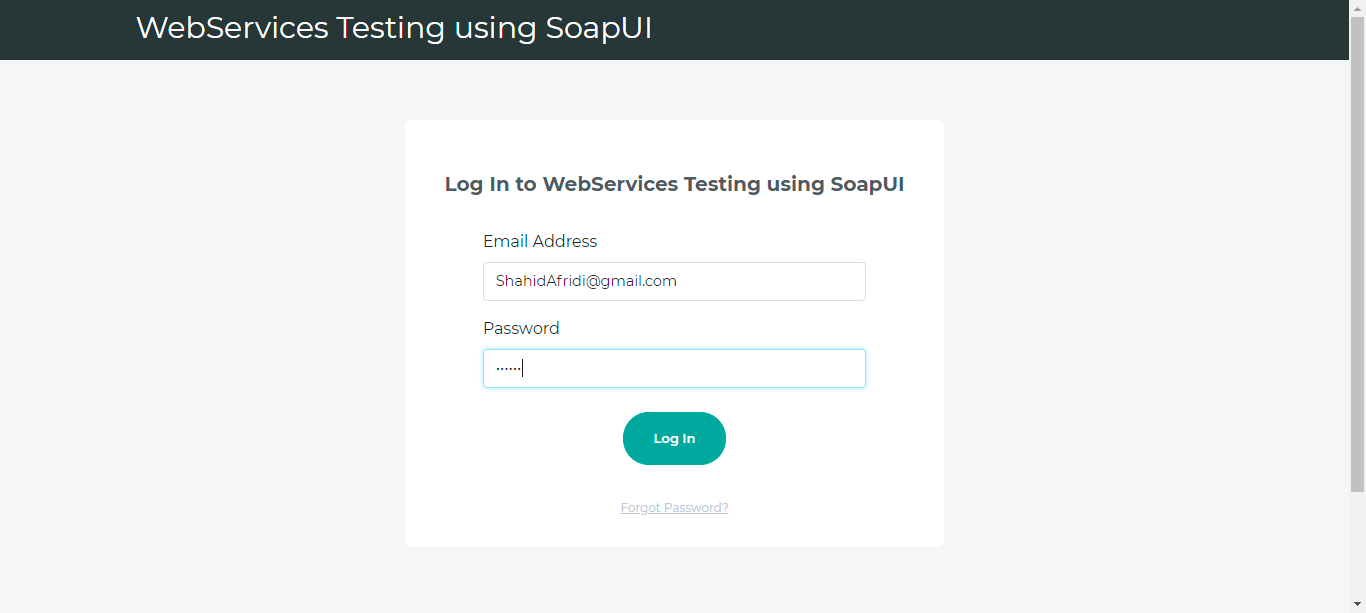 WebServices Testing using SoapUI
Log In to WebServices Testing using SoapUI
Email Address
ShahidAfridi@gmail.com
Password
······
Log In
Forgot Password?